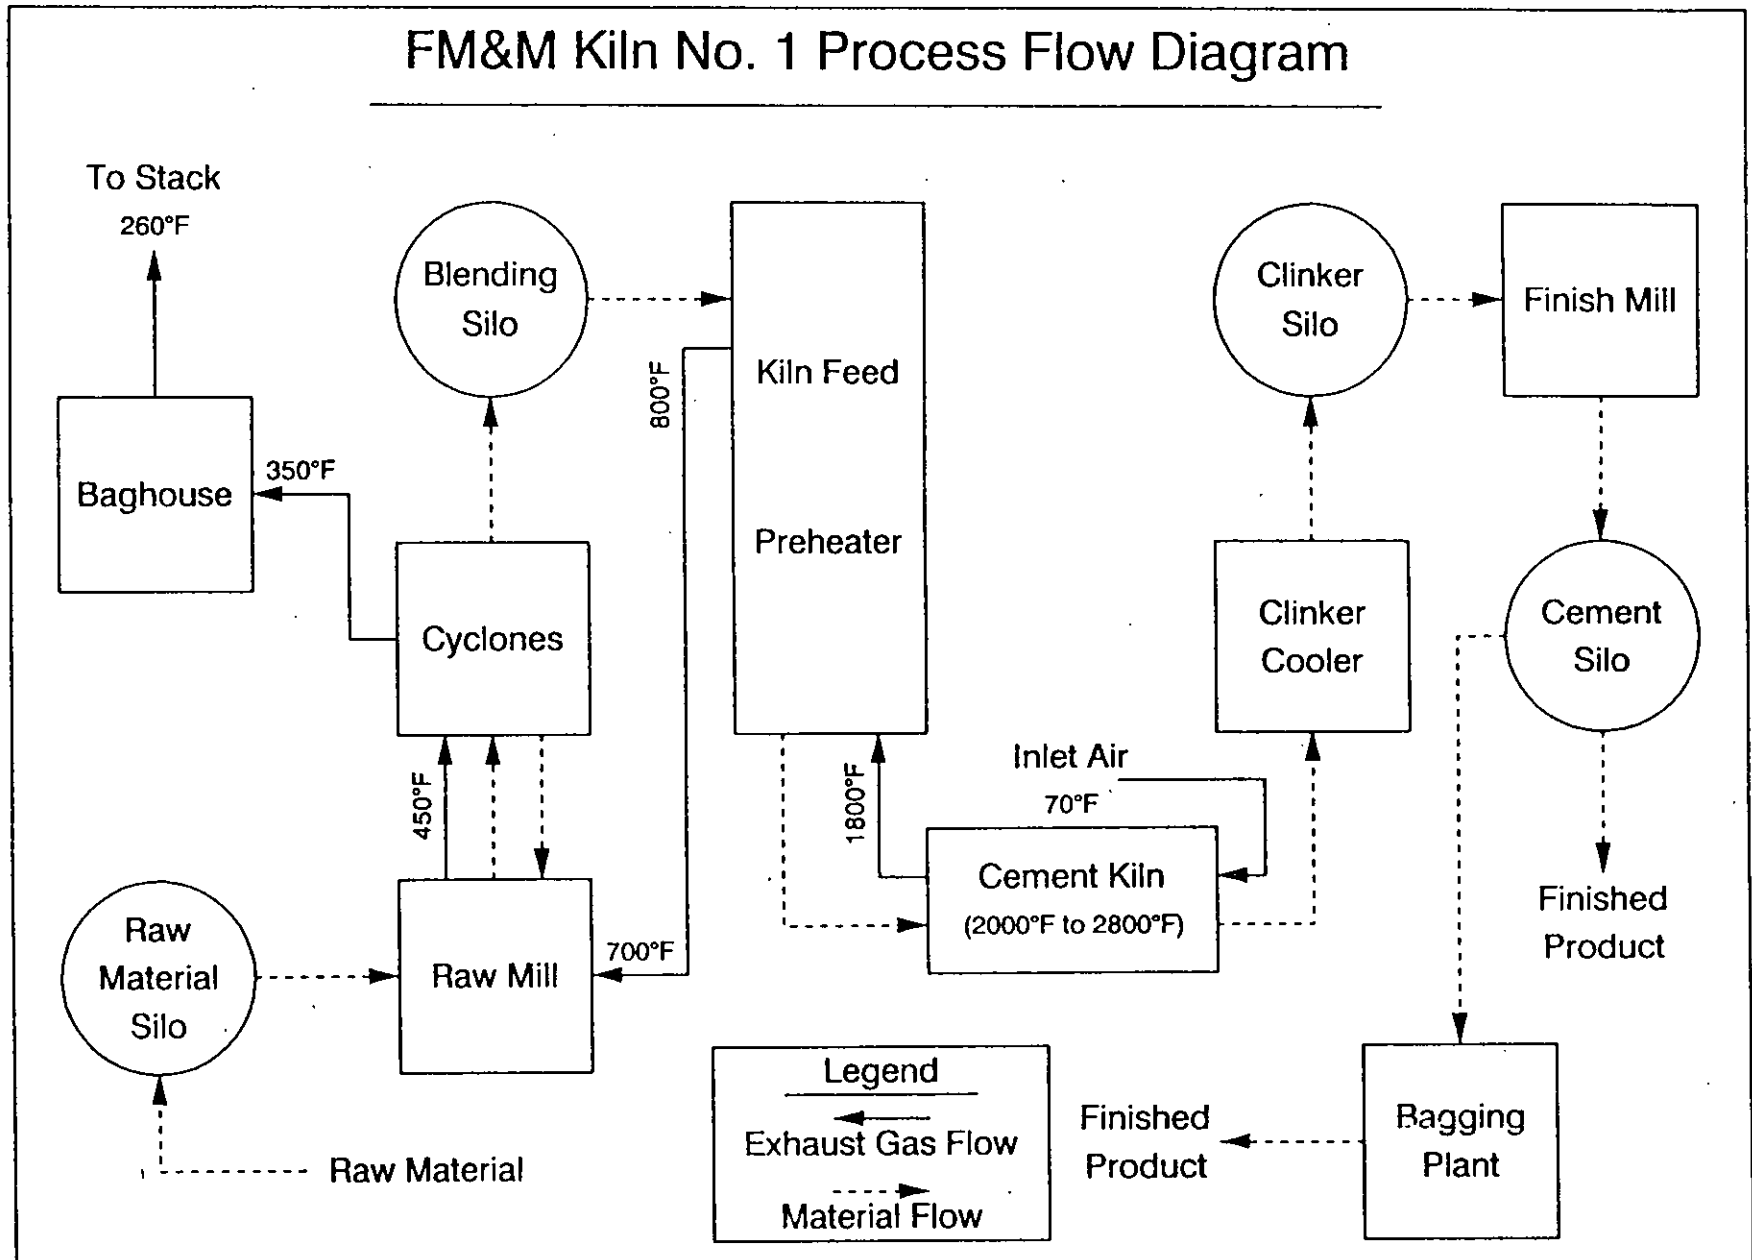 FM&M Kiln No. 1 Process Flow Diagram
To Stack
260°F
Blending
Silo
Kiln Feed
Preheater
Clinker
Silo
Finish Mill
800°F
Baghouse
350°F
Cyclones
Clinker
Cooler
Cement
Silo
450°F
1800°F
Inlet Air
70°F
Cement Kiln
(2000°F to 2800°F)
Finished
Product
Raw
Material
Silo
Raw Mill
700°F
Raw Material
Legend
Exhaust Gas Flow
Material Flow
Finished
Product
Bagging
Plant